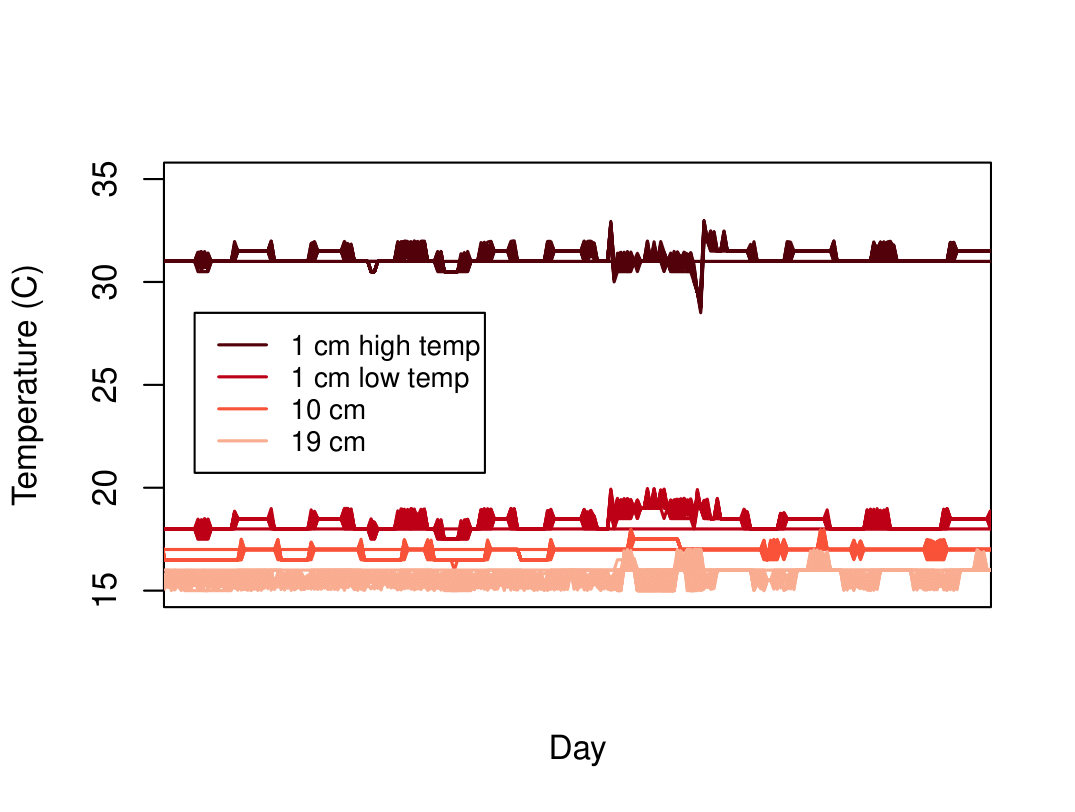 35
30
25
20
15
Temperature (C)
1 cm high temp
1 cm low temp
10 cm
19 cm
Day